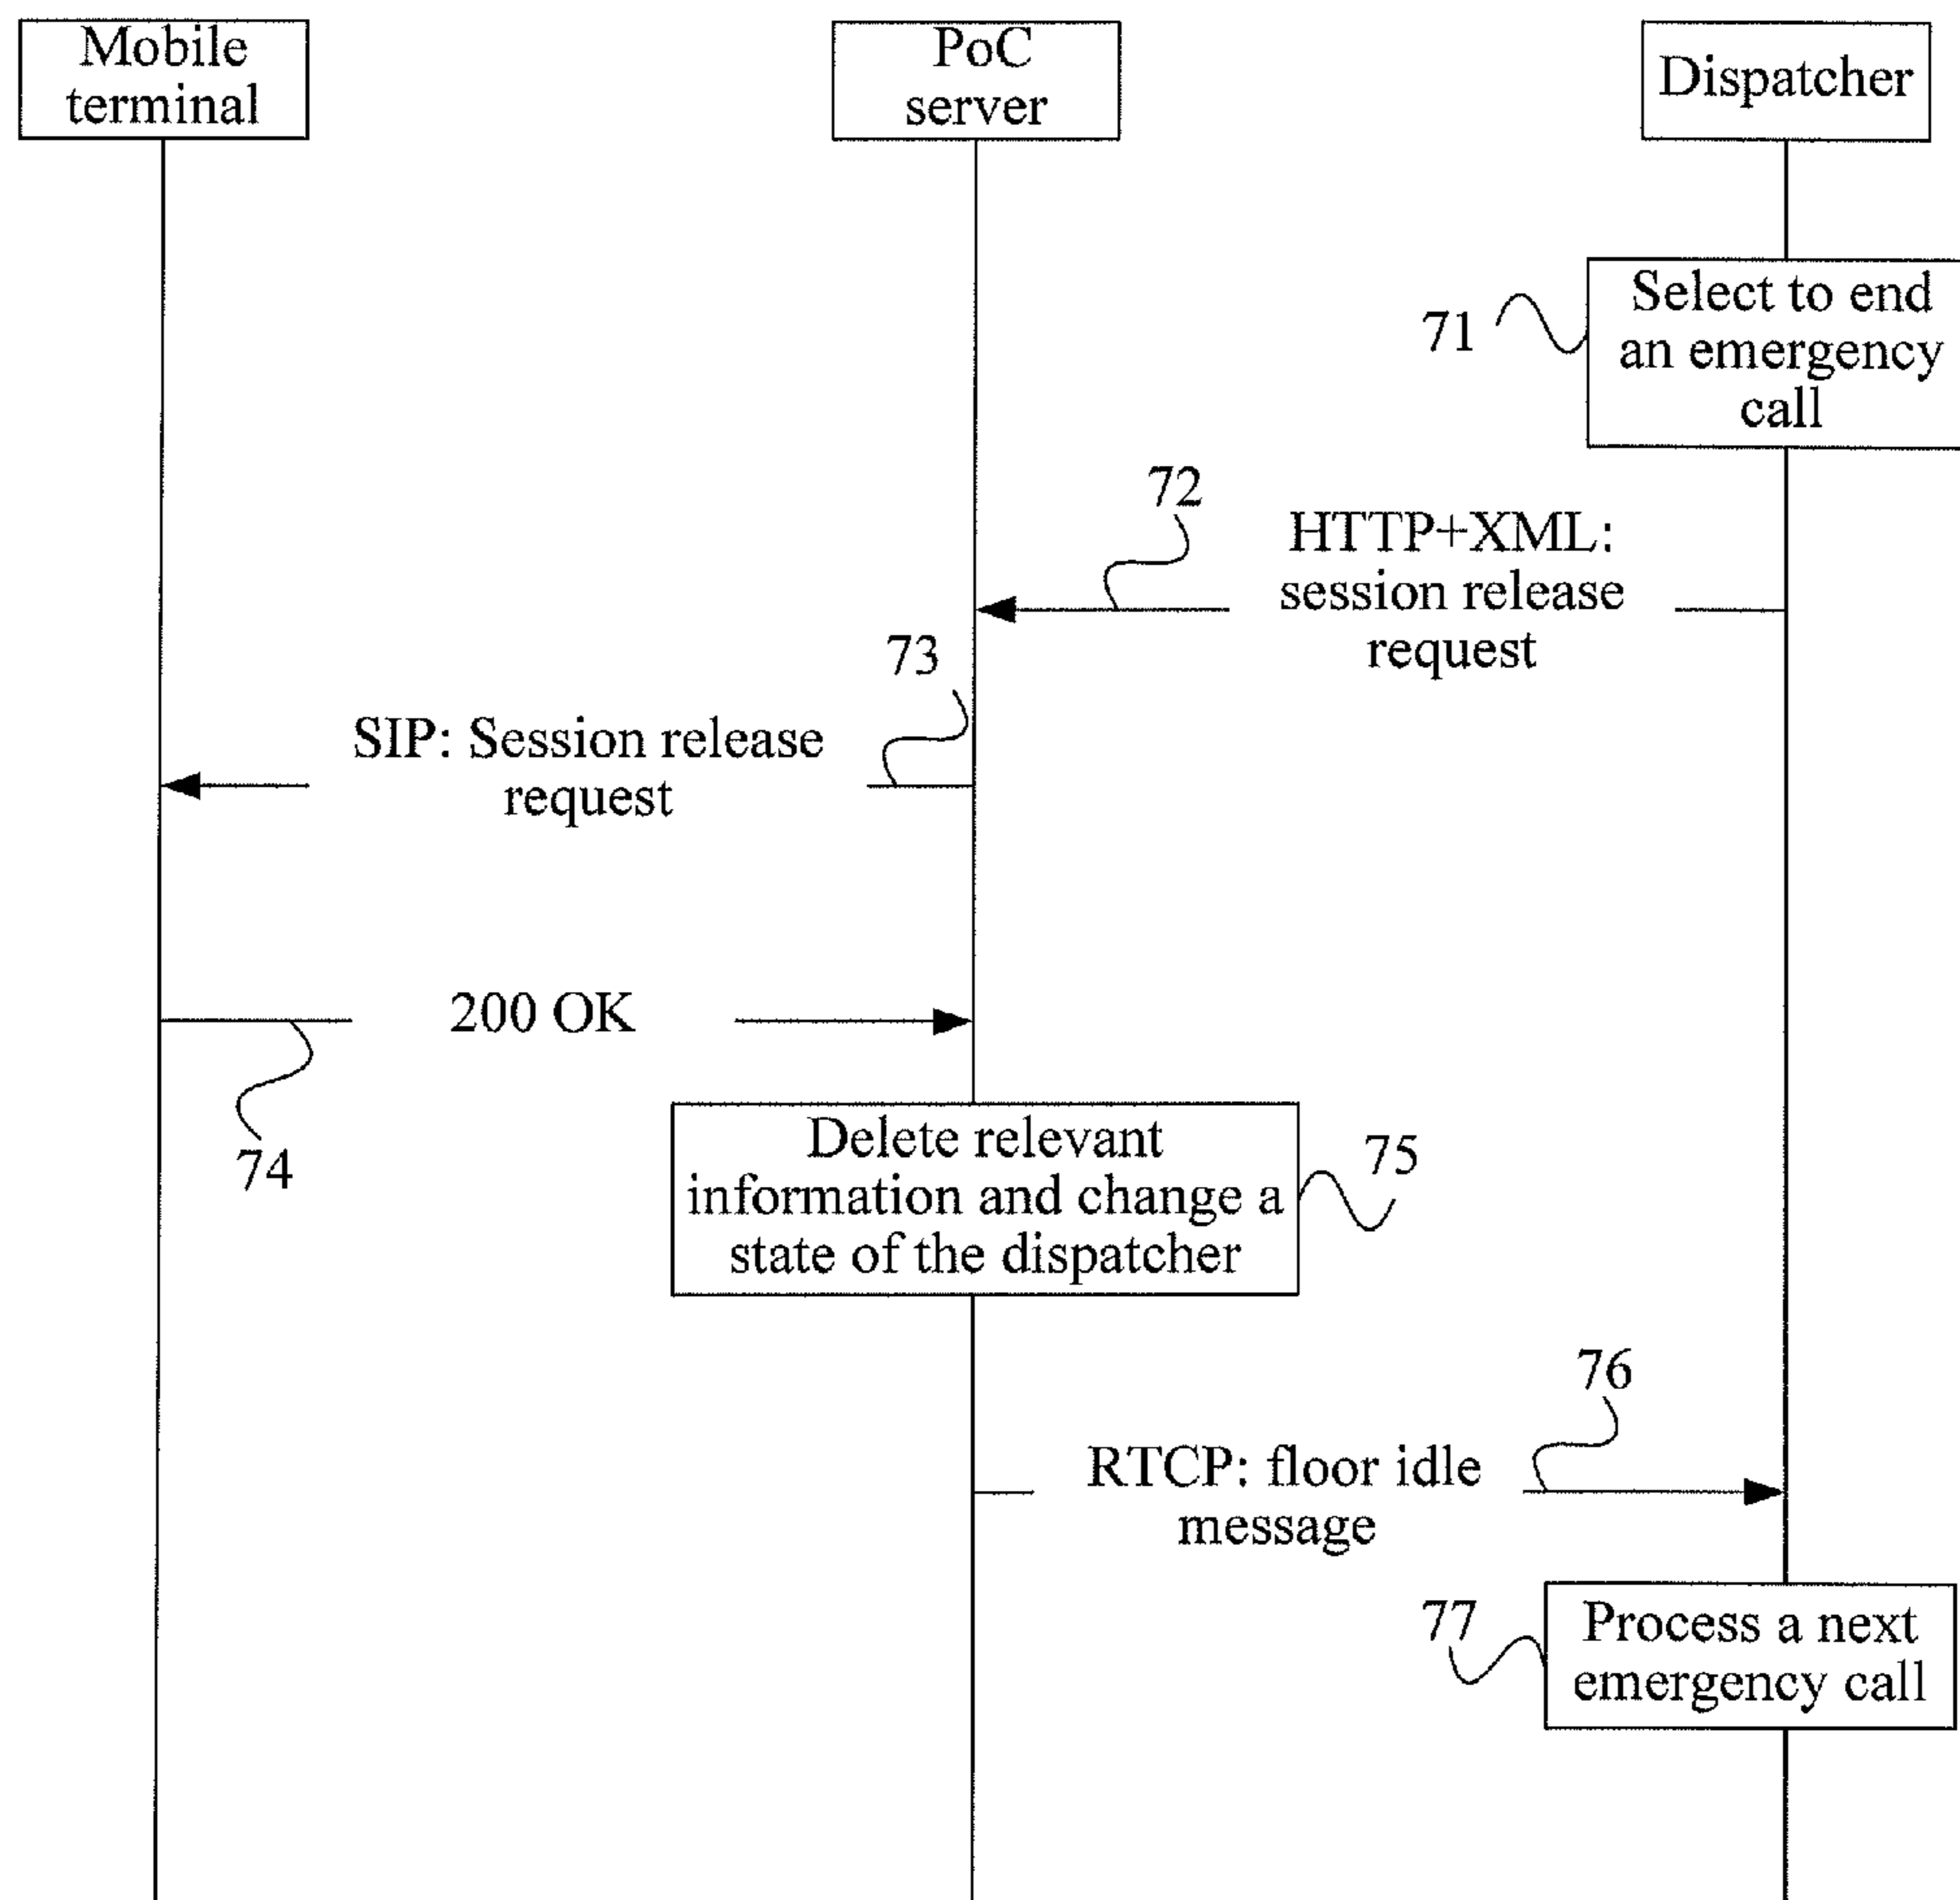 Mobile
terminal
PoC
server
Dispatcher
71
Select to end
an emergency
call
72
HTTP+XML:
session release
request
73
SIP: Session release
request
200 OK
74
Delete relevant
information and change a
state of the dispatcher
75
76
RTCP: floor idle
message
77
Process a next
emergency call